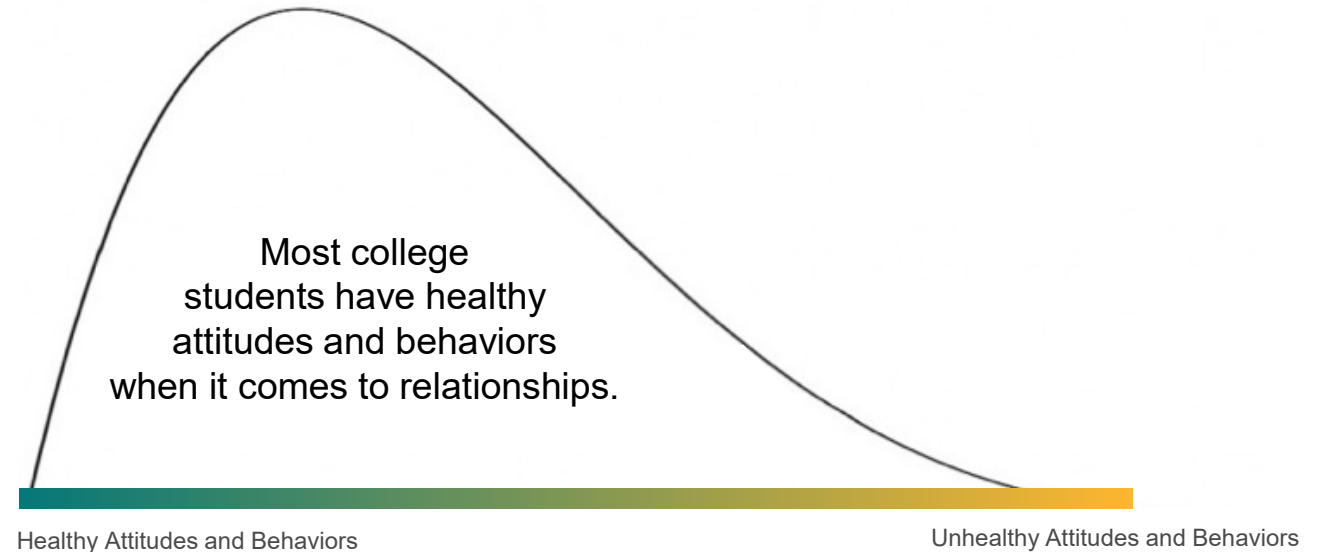 Most college
students have healthy
attitudes and behaviors
when it comes to relationships.
Healthy Attitudes and Behaviors
Unhealthy Attitudes and Behaviors